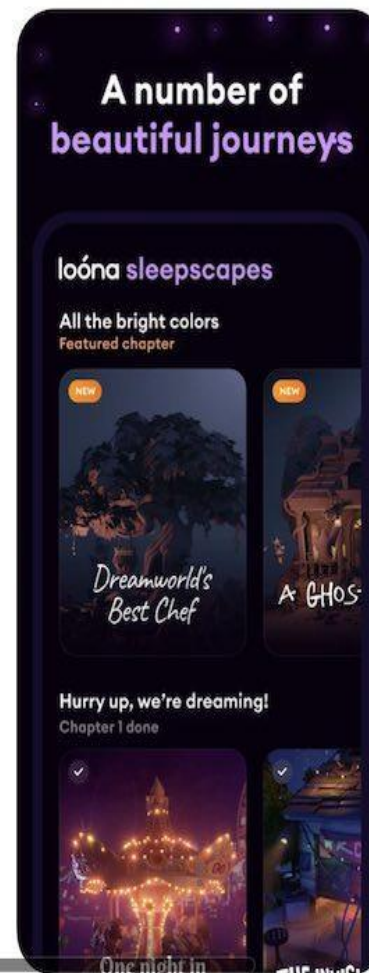 A number of
beautiful journeys
loóna sleepscapes
All the bright colors
Featured chapter
NEW
NEW
Dreamworld's
Best Chef
A GHOS
Hurry up, we're dreaming!
Chapter 1 done
One night in
THE